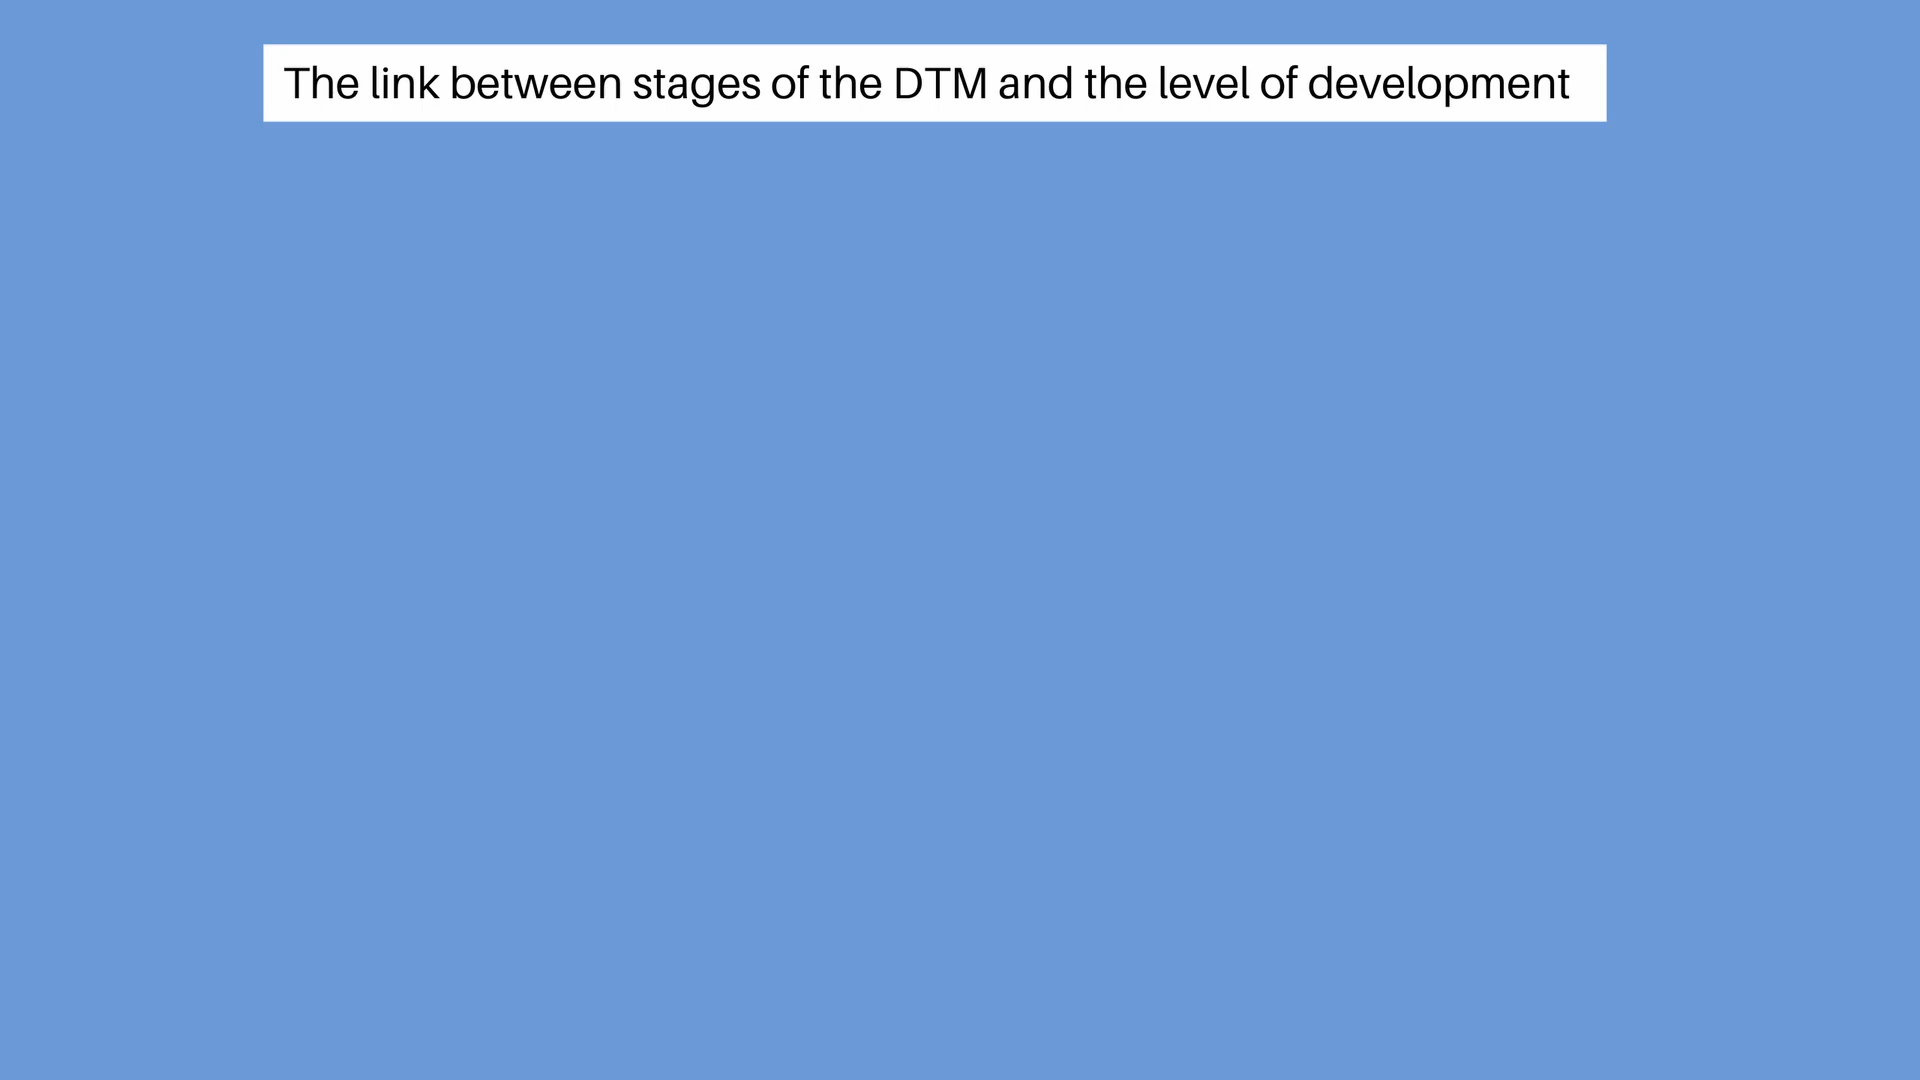 The link between stages of the DTM and the level of development